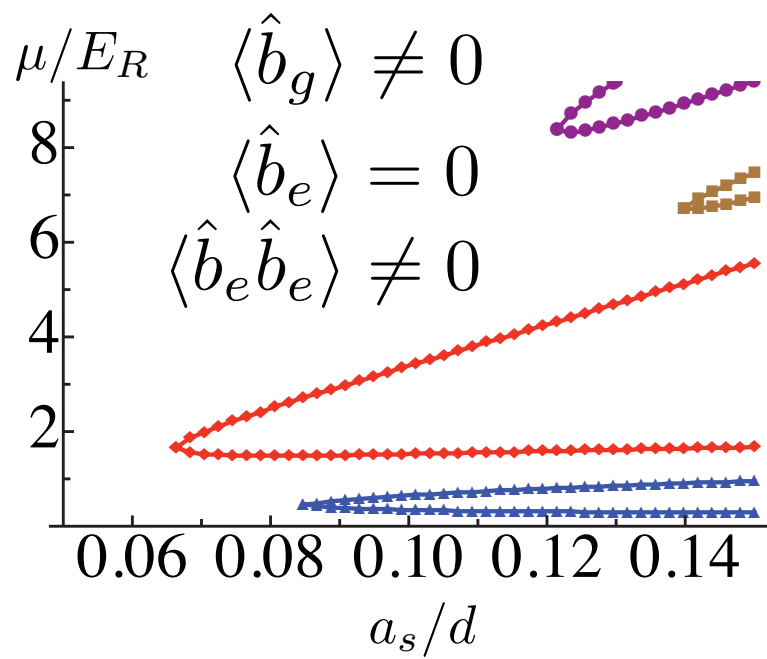 μ/E_R
⟨b̂_g⟩ ≠ 0
⟨b̂_e⟩ = 0
⟨b̂_e b̂_e⟩ ≠ 0
8
6
4
2
0.06 0.08 0.10 0.12 0.14
a_s/d